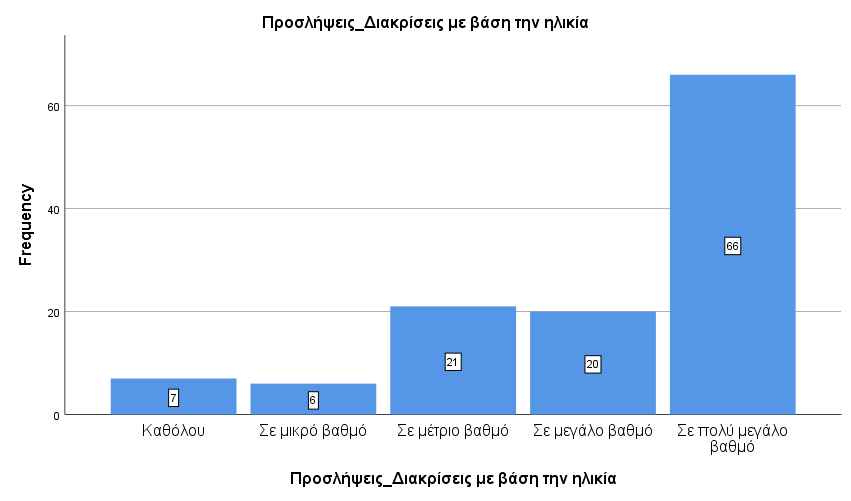 Προσλήψεις_Διακρίσεις με βάση την ηλικία
Frequency
60
40
20
0
7
6
21
20
66
Καθόλου
Σε μικρό βαθμό
Σε μέτριο βαθμό
Σε μεγάλο βαθμό
Σε πολύ μεγάλο
βαθμό
Προσλήψεις_Διακρίσεις με βάση την ηλικία